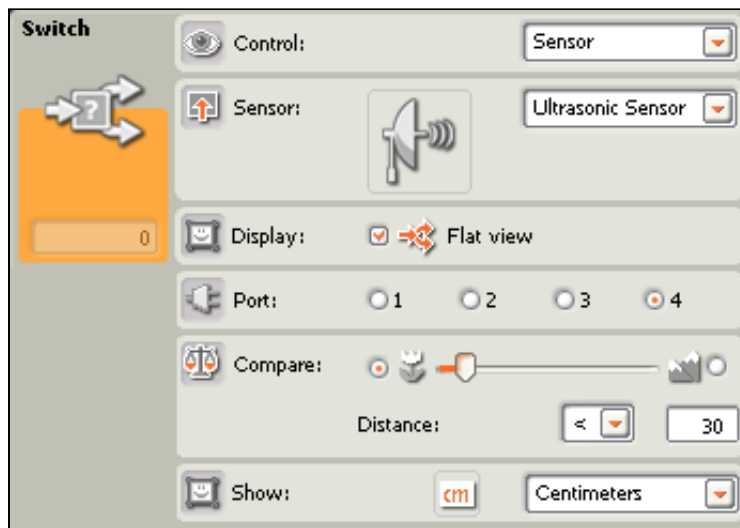 Switch
Control: Sensor
Sensor: Ultrasonic Sensor
?
0
Display: Flat view
Port: 1 2 3 4
Compare:
Distance: < 30
Show: cm Centimeters